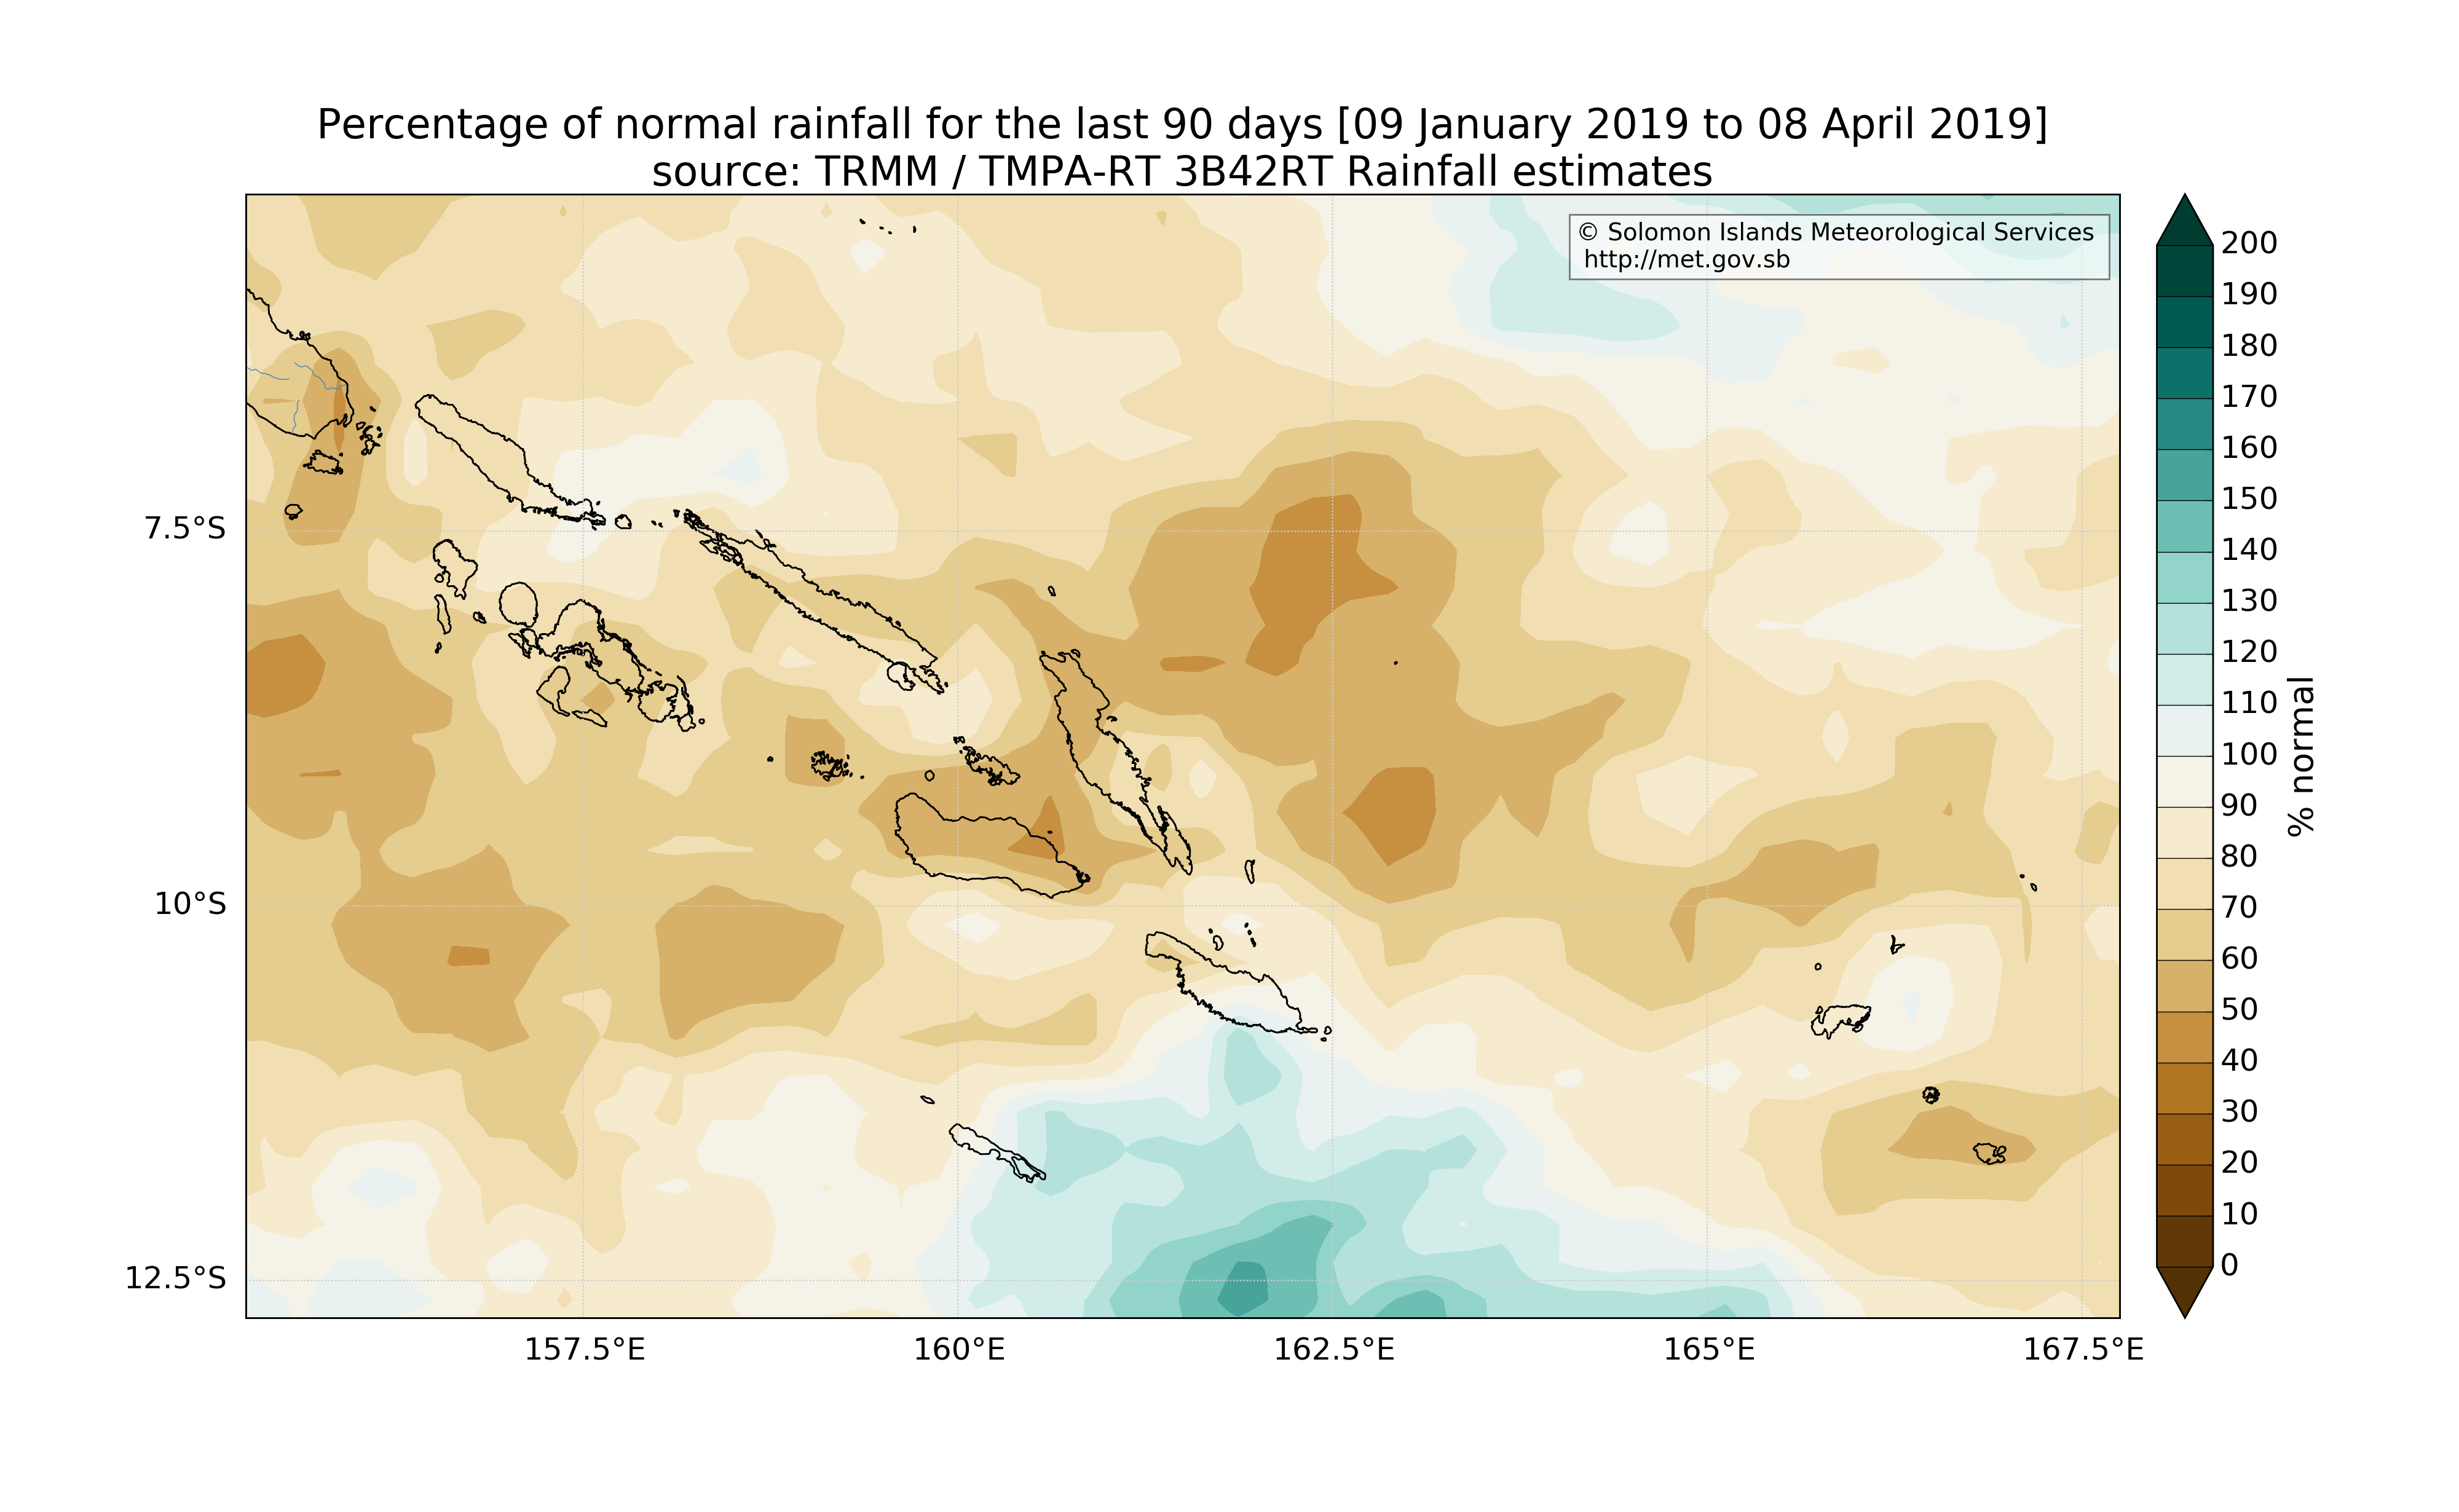 Percentage of normal rainfall for the last 90 days [09 January 2019 to 08 April 2019]
source: TRMM / TMPA-RT 3B42RT Rainfall estimates
© Solomon Islands Meteorological Services
http://met.gov.sb
7.5°S
10°S
12.5°S
157.5°E
160°E
162.5°E
165°E
167.5°E
200
190
180
170
160
150
140
130
120
110
100
90
80
70
60
50
40
30
20
10
0
% normal